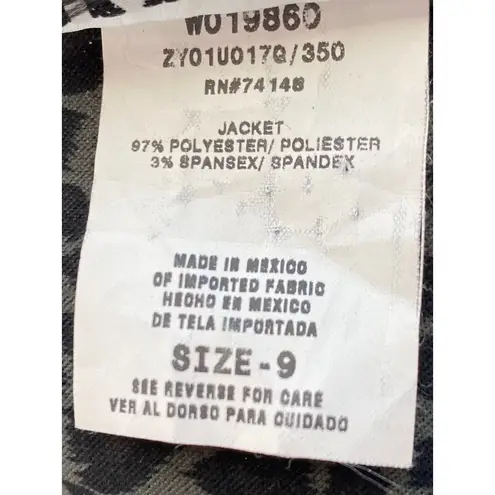 W019860
ZY01U017Q/350
RN#74148
JACKET
97% POLYESTER/ POLIESTER
3% SPANSEX/ SPANDEX
MADE IN MEXICO
OF IMPORTED FABRIC
HECHO EN MEXICO
DE TELA IMPORTADA
SIZE-9
SEE REVERSE FOR CARE
VER AL DORSO PARA CUIDADO